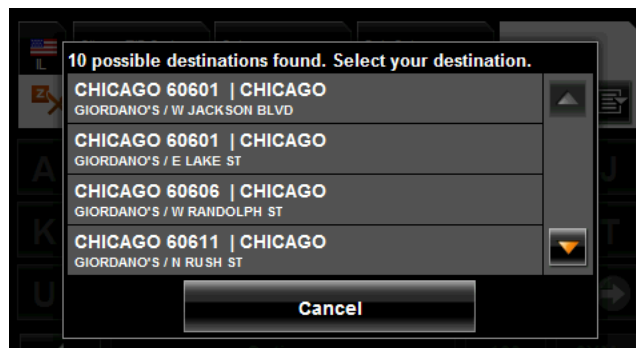 IL
10 possible destinations found. Select your destination.
CHICAGO 60601 | CHICAGO
GIORDANO'S / W JACKSON BLVD
CHICAGO 60601 | CHICAGO
GIORDANO'S / E LAKE ST
CHICAGO 60606 | CHICAGO
GIORDANO'S / W RANDOLPH ST
CHICAGO 60611 | CHICAGO
GIORDANO'S / N RUSH ST
A
J
K
T
U
Cancel